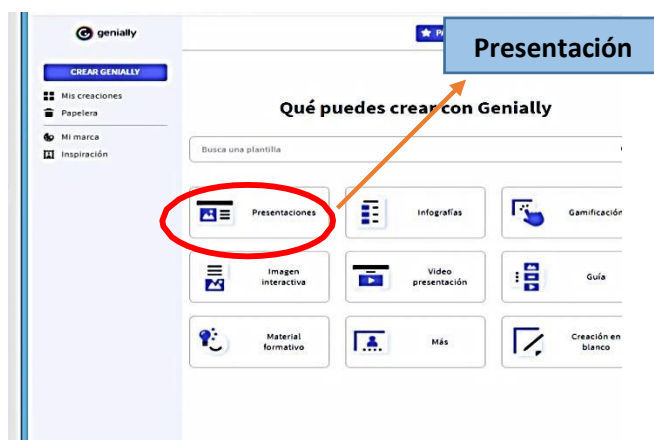 genially
★ P
Presentación
CREAR GENIALLY
Mis creaciones
Papelera
Mi marca
Inspiración
Qué puedes crear con Genially
Busca una plantilla
Presentaciones
Infografías
Gamificación
Imagen
interactiva
Video
presentación
Guía
Material
formativo
Más
Creación en
blanco